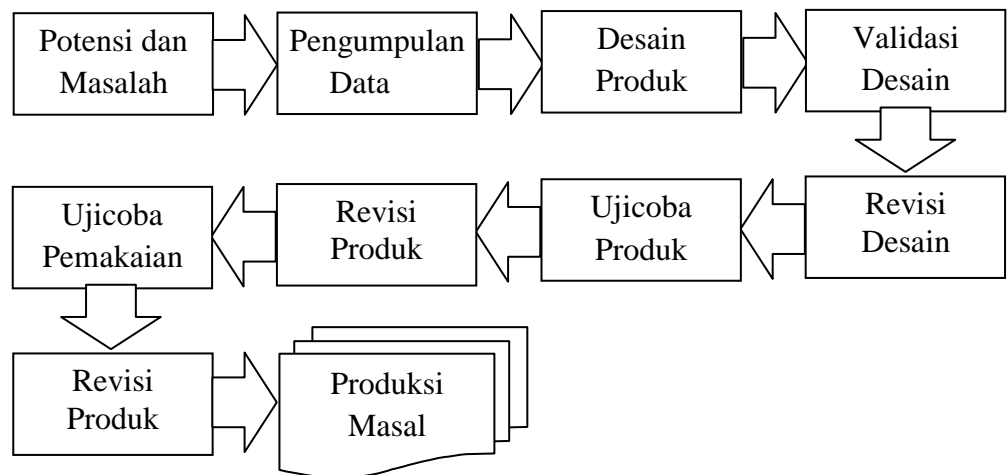 Potensi dan
Masalah
Pengumpulan
Data
Desain
Produk
Validasi
Desain
Revisi
Desain
Ujicoba
Produk
Revisi
Produk
Ujicoba
Pemakaian
Revisi
Produk
Produksi
Masal